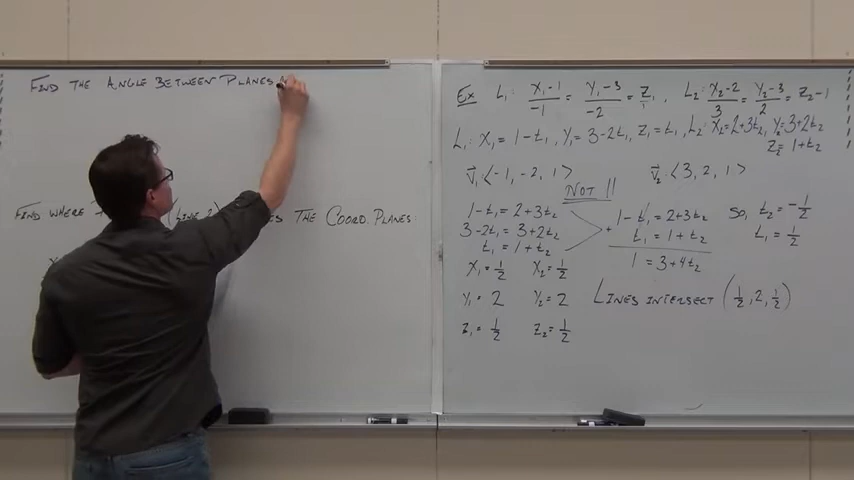 FIND THE ANGLE BETWEEN PLANES
FIND WHERE (LINE 2) THE COORD. PLANES:
Ex L₁: (X₁-1)/-1 = (Y₁-3)/-2 = Z₁/1, L₂: (X₂-2)/3 = (Y₂-3)/2 = Z₂-1
L₁: X₁ = 1-t₁, Y₁ = 3-2t₁, Z₁ = t₁, L₂: X₂ = 2+3t₂, Y₂ = 3+2t₂
Z₂ = 1+t₂
V₁ <-1, -2, 1> V₂ <3, 2, 1>
NOT ||
1-t₁ = 2+3t₂
3-2t₁ = 3+2t₂
t₁ = 1+t₂
1-t₁ = 2+3t₂
+ t₁ = 1+t₂
1 = 3+4t₂
SO, t₂ = -1/2
t₁ = 1/2
X₁ = 1/2 X₂ = 1/2
Y₁ = 2 Y₂ = 2
Z₁ = 1/2 Z₂ = 1/2
LINES INTERSECT (1/2, 2, 1/2)